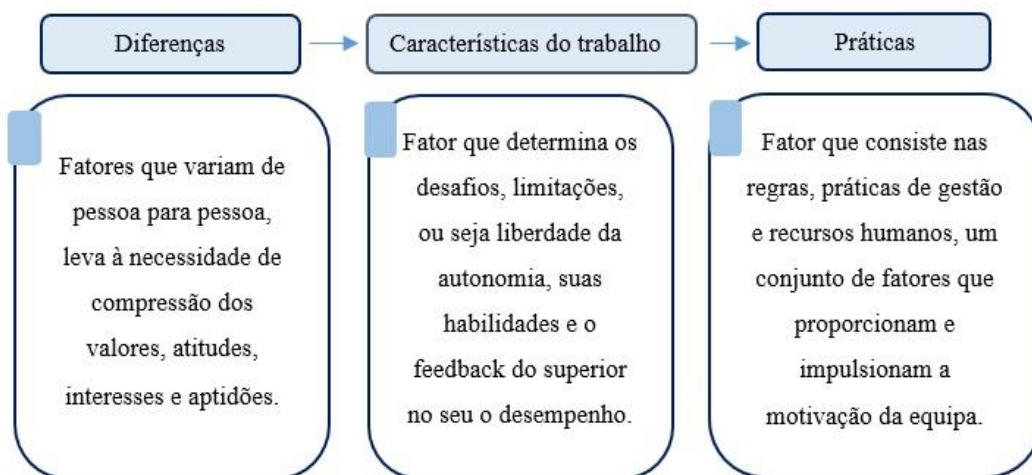 Diferenças
Características do trabalho
Práticas
Fatores que variam de
pessoa para pessoa,
leva à necessidade de
compressão dos
valores, atitudes,
interesses e aptidões.
Fator que determina os
desafios, limitações,
ou seja liberdade da
autonomia, suas
habilidades e o
feedback do superior
no seu o desempenho.
Fator que consiste nas
regras, práticas de gestão
e recursos humanos, um
conjunto de fatores que
proporcionam e
impulsionam a
motivação da equipa.